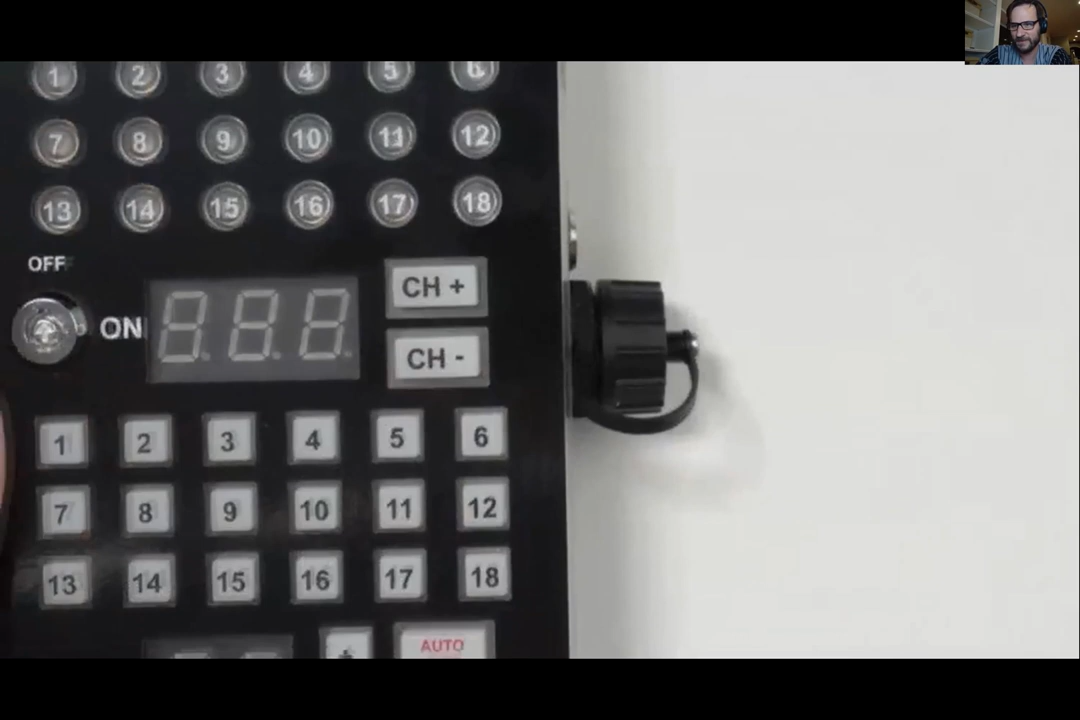 1 2 3 4 5 6
7 8 9 10 11 12
13 14 15 16 17 18
OFF
ON
CH +
CH -
1 2 3 4 5 6
7 8 9 10 11 12
13 14 15 16 17 18
AUTO